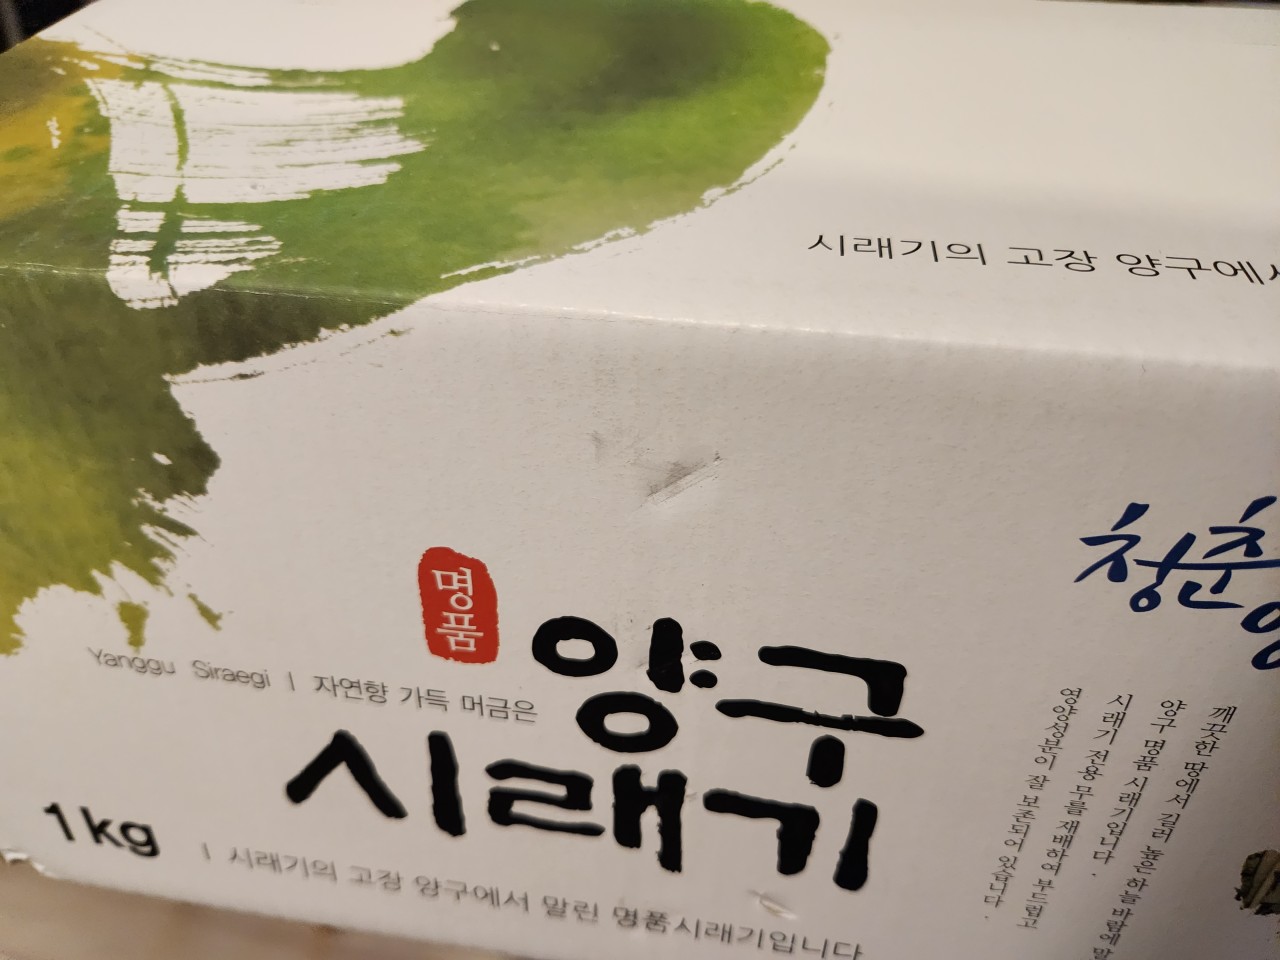 시래기의 고장 양구에서
청춘
명품
양구
Yanggu Siraegi | 자연향 가득 머금은
시래기
1kg
| 시래기의 고장 양구에서 말린 명품시래기입니다
깨끗한 땅에서 길러 높은 하늘 바람에 말
양구 명품 시래기입니다.
시래기 전용 무를 재배하여 부드럽고
영양성분이 잘 보존되어 있습니다.